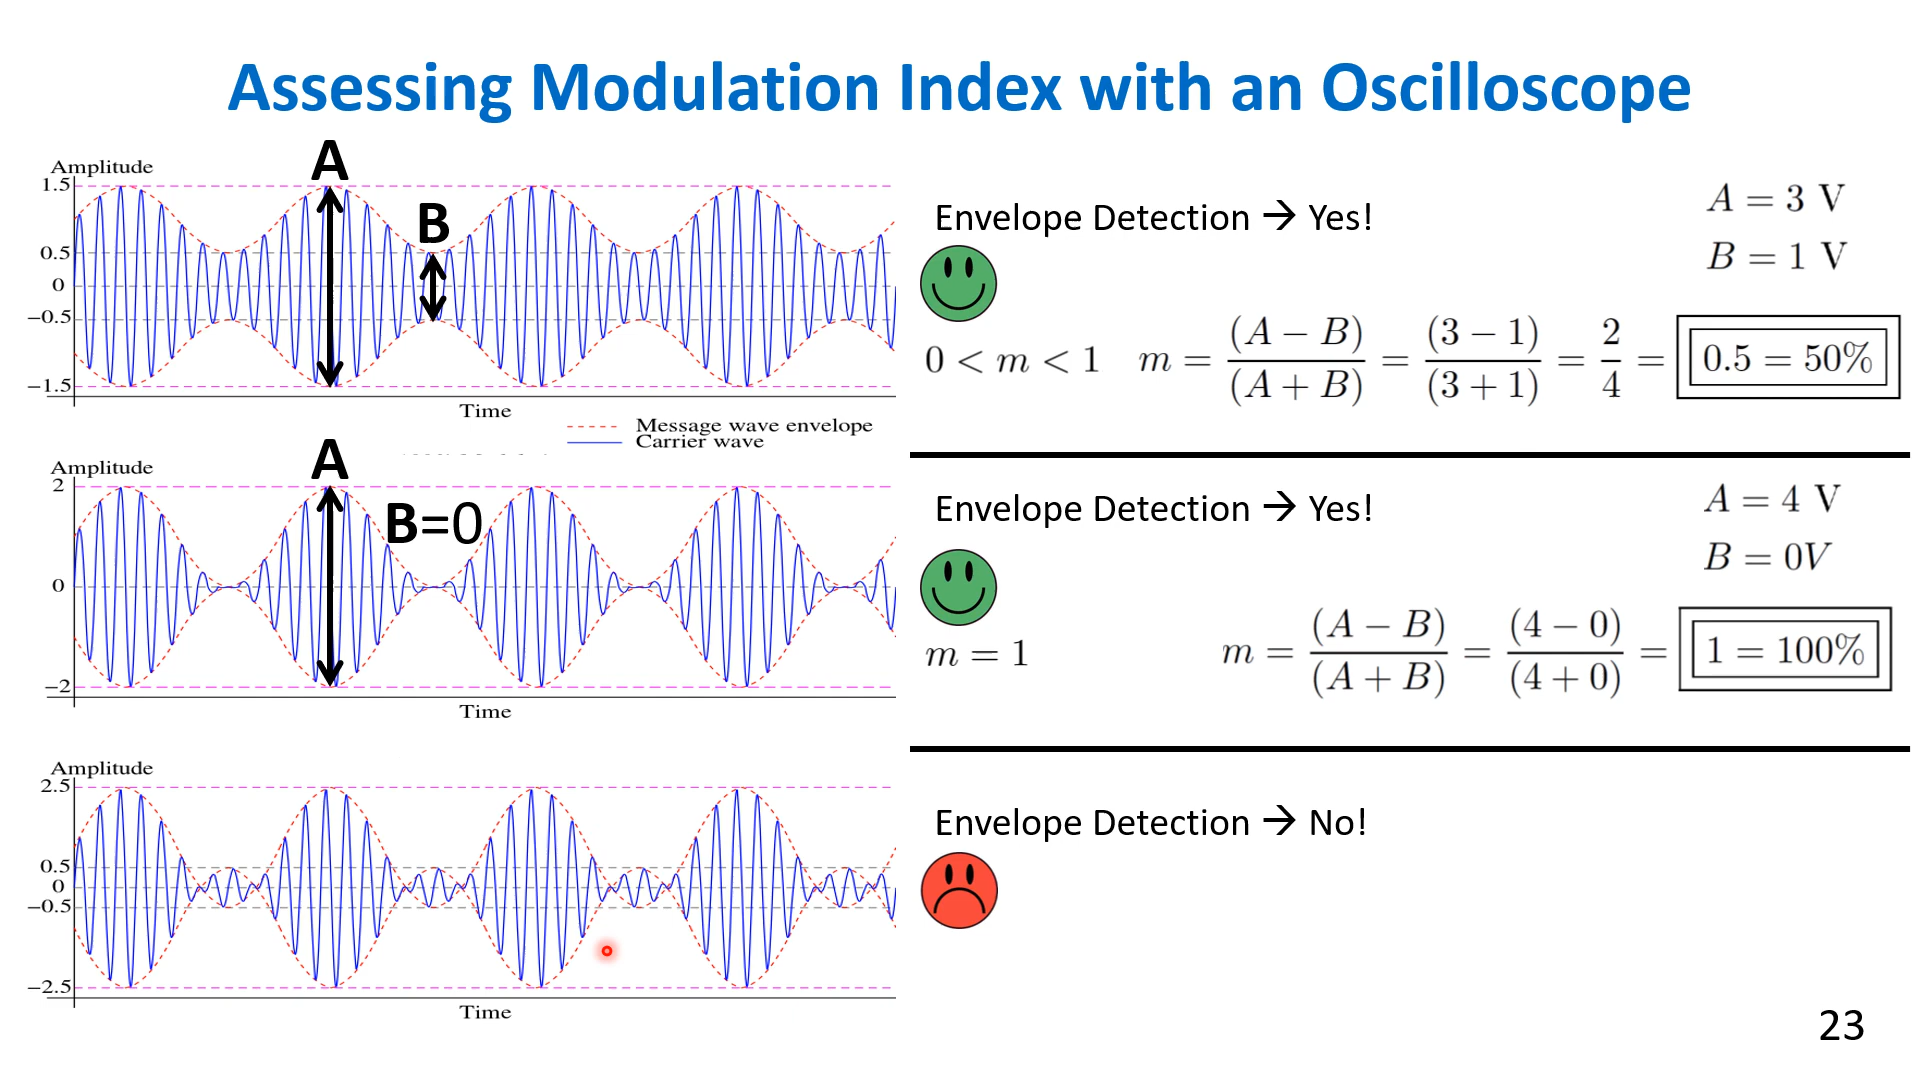 Assessing Modulation Index with an Oscilloscope
Amplitude
A
B
1.5
0.5
0
−0.5
−1.5
Time
Message wave envelope
Carrier wave
Envelope Detection → Yes!
A = 3 V
B = 1 V
0 < m < 1 m = (A − B)/(A + B) = (3 − 1)/(3 + 1) = 2/4 = 0.5 = 50%
Amplitude
A
B=0
2
0
−2
Time
Envelope Detection → Yes!
A = 4 V
B = 0V
m = 1 m = (A − B)/(A + B) = (4 − 0)/(4 + 0) = 1 = 100%
Amplitude
2.5
0.5
0
−0.5
−2.5
Time
Envelope Detection → No!
23